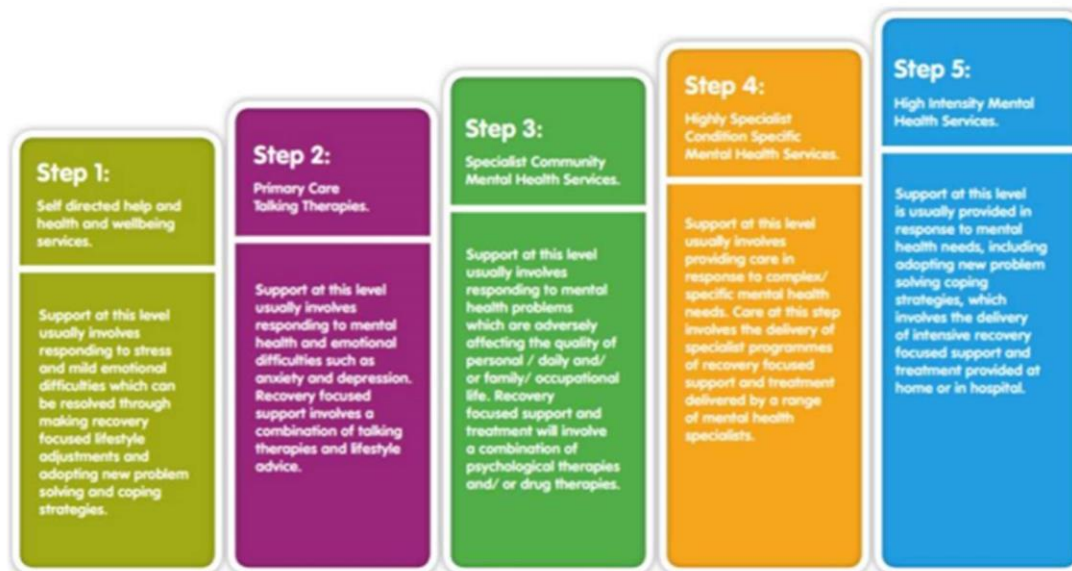 Step 1:
Self directed help and
health and wellbeing
services.
Support at this level
usually involves
responding to stress
and mild emotional
difficulties which can
be resolved through
making recovery
focused lifestyle
adjustments and
adopting new problem
solving and coping
strategies.
Step 2:
Primary Care
Talking Therapies.
Support at this level
usually involves
responding to mental
health and emotional
difficulties such as
anxiety and depression.
Recovery focused
support involves a
combination of talking
therapies and lifestyle
advice.
Step 3:
Specialist Community
Mental Health Services.
Support at this level
usually involves
responding to mental
health problems
which are adversely
affecting the quality of
personal / daily and/
or family/ occupational
life. Recovery
focused support and
treatment will involve
a combination of
psychological therapies
and/ or drug therapies.
Step 4:
Highly Specialist
Condition Specific
Mental Health Services.
Support at this level
usually involves
providing care in
response to complex/
specific mental health
needs. Care at this step
involves the delivery of
specialist programmes
of recovery focused
support and treatment
delivered by a range
of mental health
specialists.
Step 5:
High Intensity Mental
Health Services.
Support at this level
is usually provided in
response to mental
health needs, including
adopting new problem
solving coping
strategies, which
involves the delivery
of intensive recovery
focused support and
treatment provided at
home or in hospital.